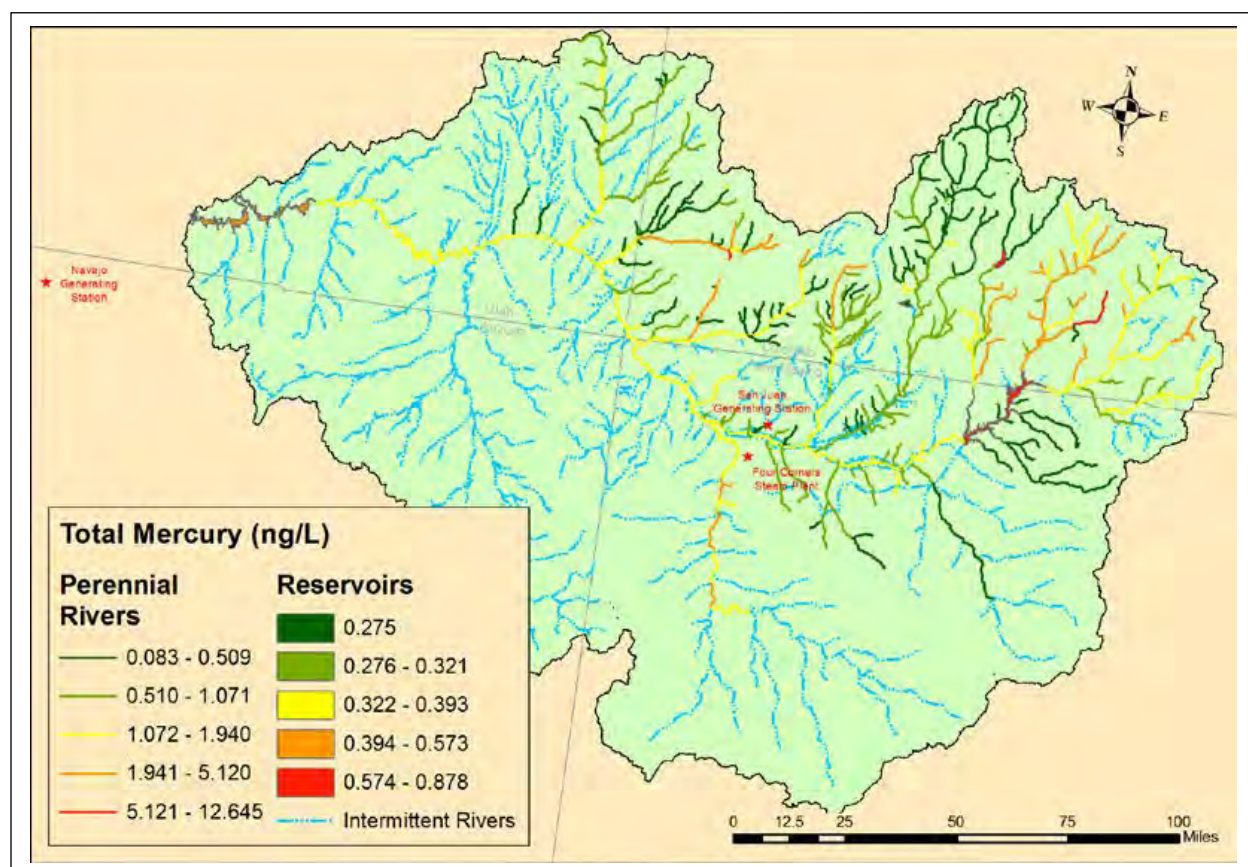 N
W
E
S
Navajo
Generating
Station
Utah
San Juan
Generating Station
Four Corners
Steam Plant
Total Mercury (ng/L)
Perennial
Rivers
0.083 - 0.509
0.510 - 1.071
1.072 - 1.940
1.941 - 5.120
5.121 - 12.645
Reservoirs
0.275
0.276 - 0.321
0.322 - 0.393
0.394 - 0.573
0.574 - 0.878
Intermittent Rivers
0 12.5 25 50 75 100
Miles